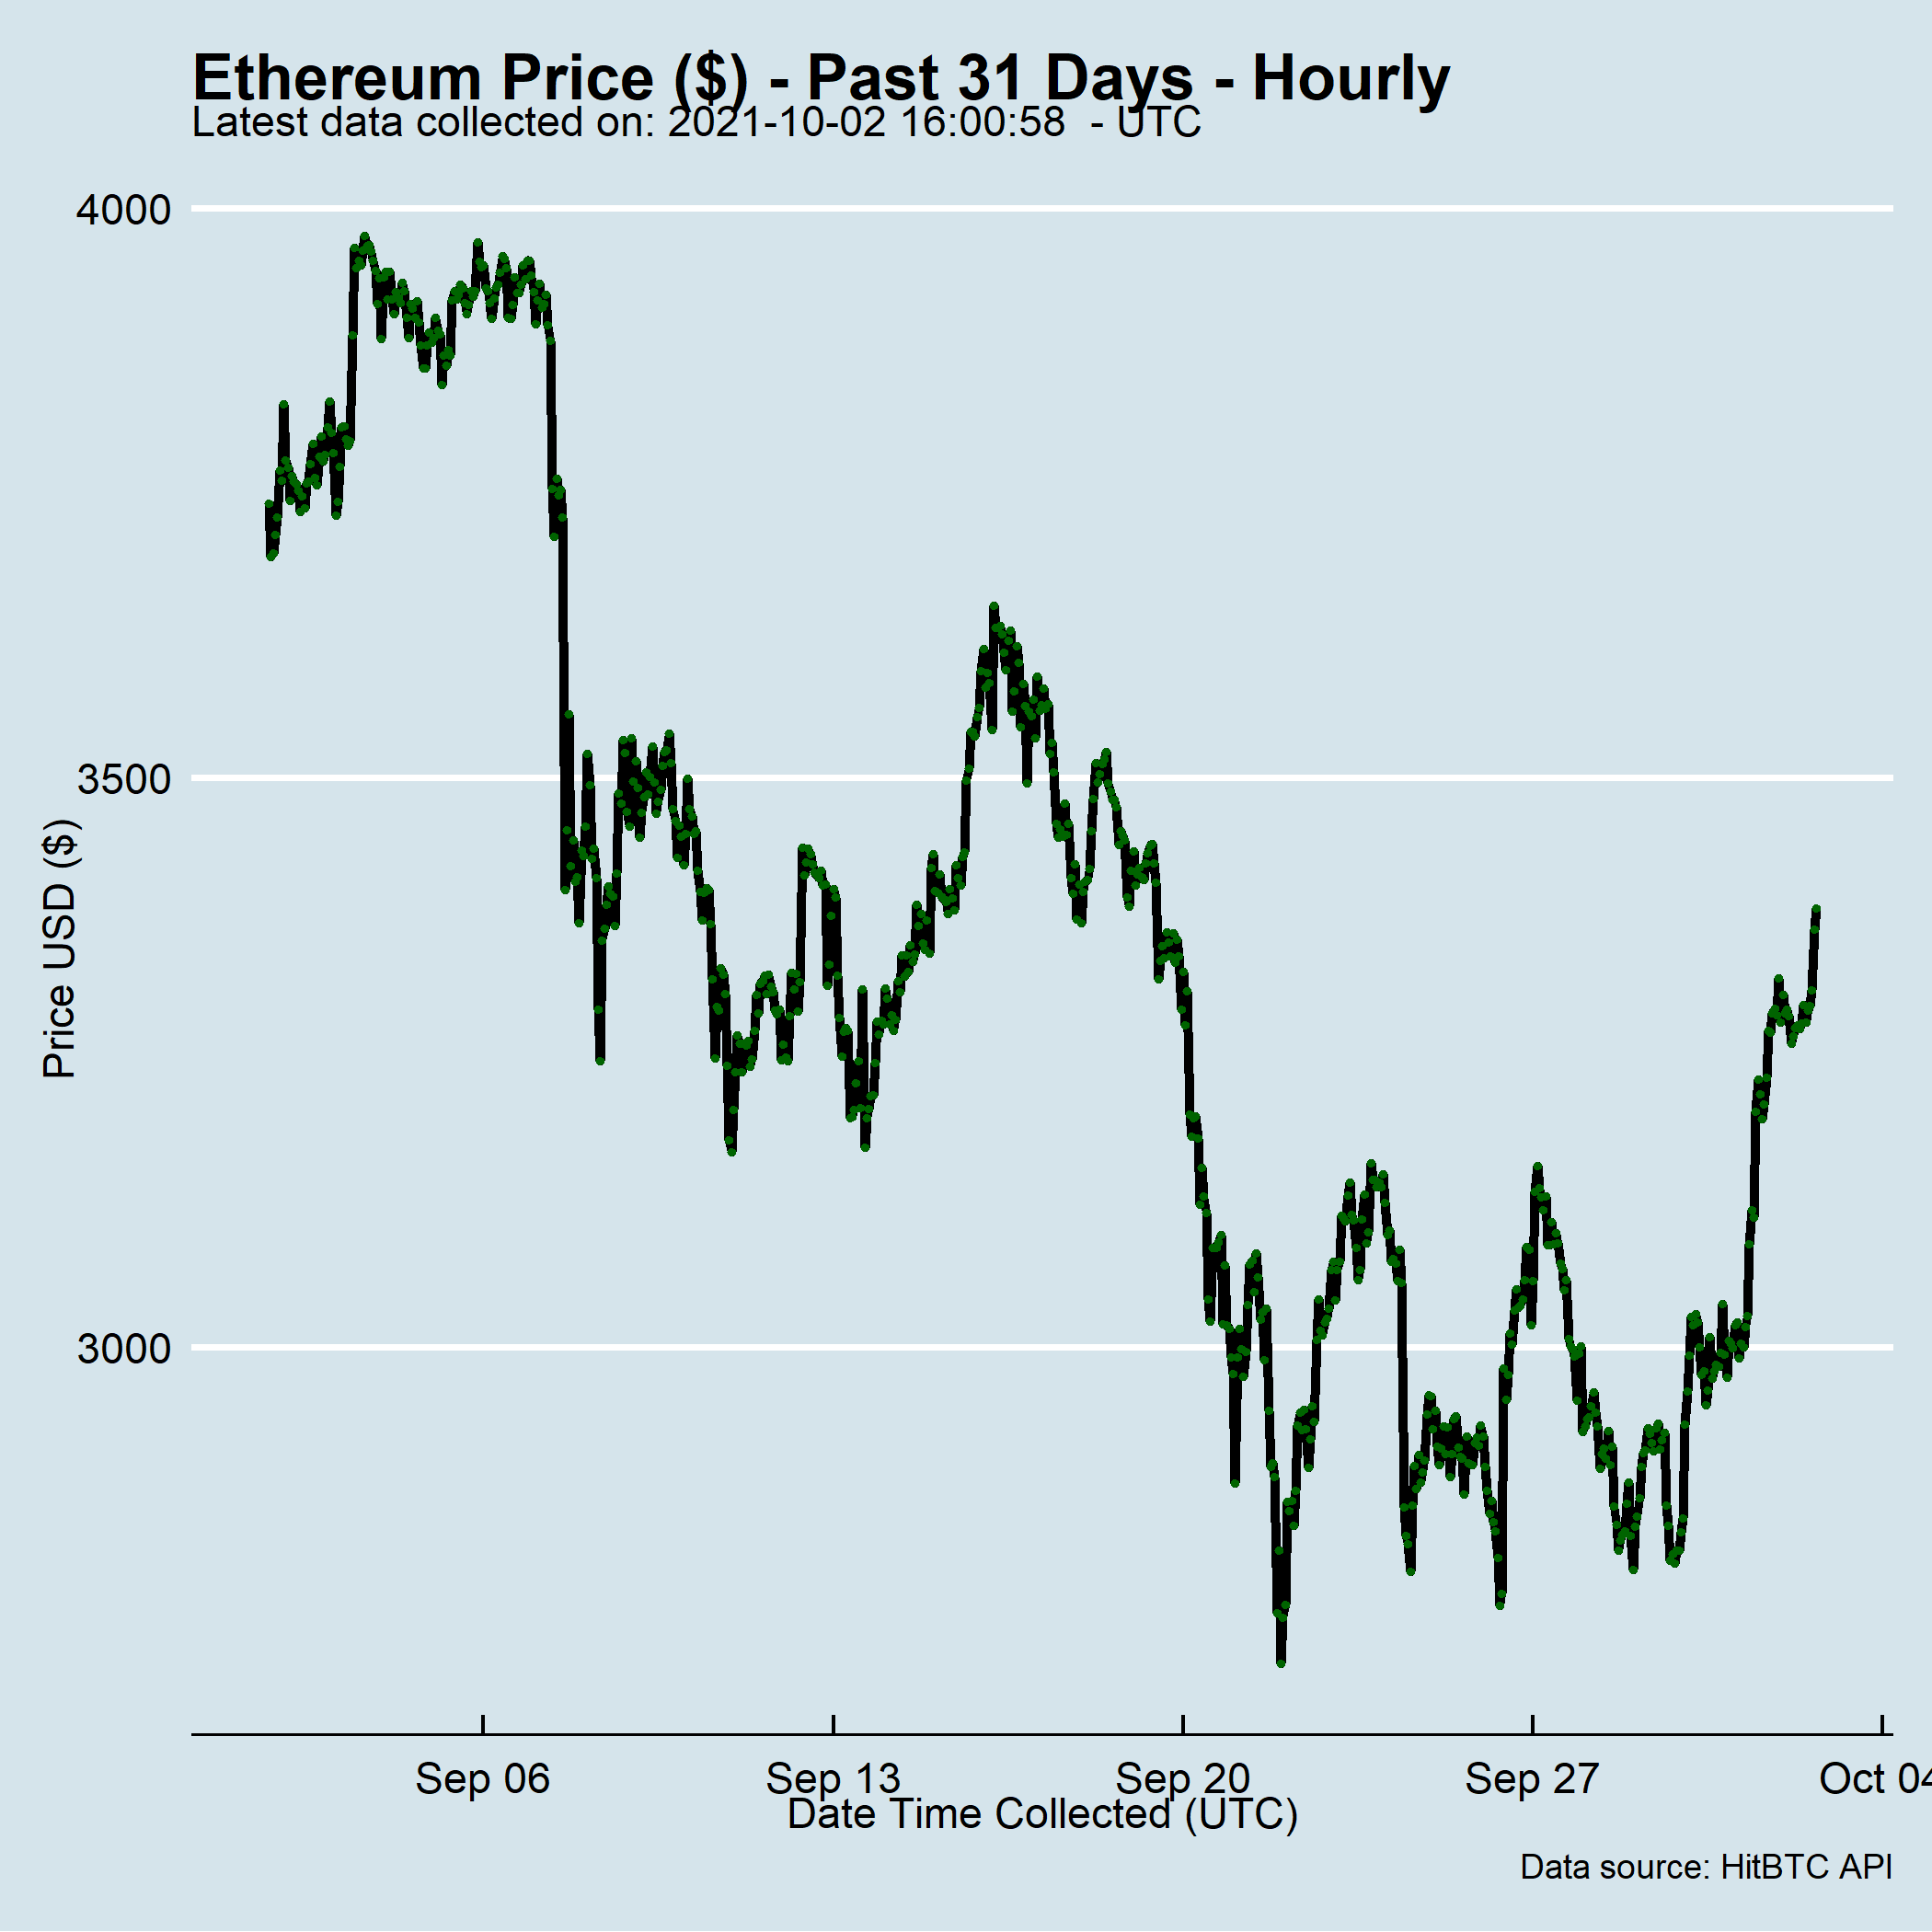 Ethereum Price ($) - Past 31 Days - Hourly
Latest data collected on: 2021-10-02 16:00:58  - UTC
4000
3500
3000
Price USD ($)
Sep 06
Sep 13
Sep 20
Sep 27
Oct 04
Date Time Collected (UTC)
Data source: HitBTC API